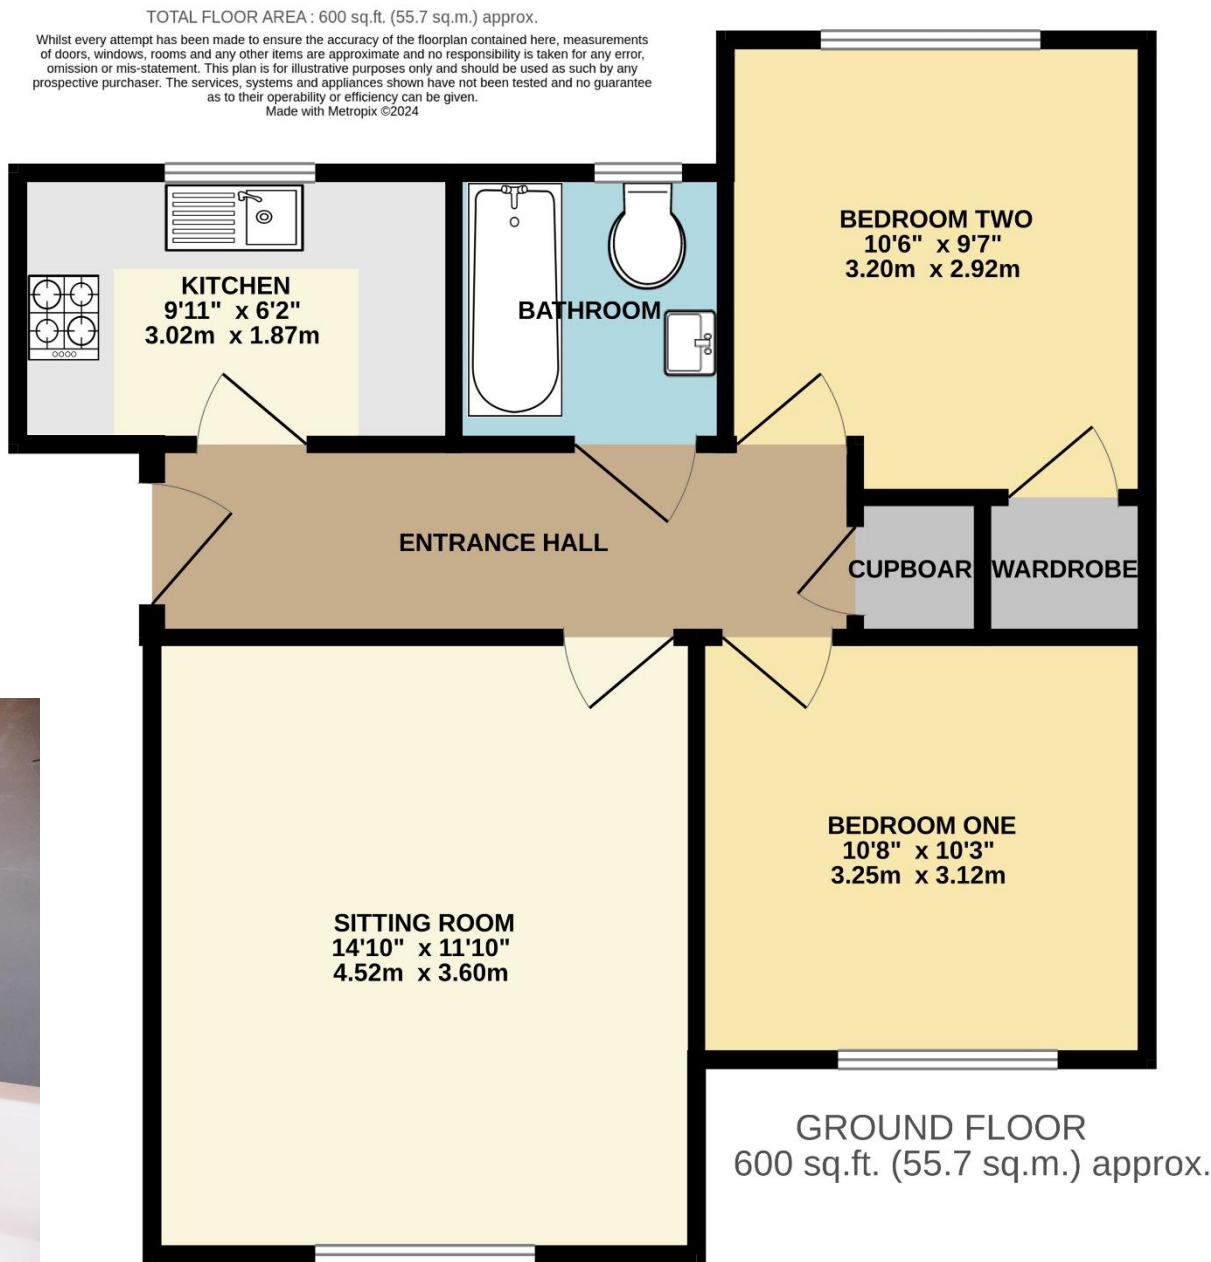 TOTAL FLOOR AREA : 600 sq.ft. (55.7 sq.m.) approx.
Whilst every attempt has been made to ensure the accuracy of the floorplan contained here, measurements
of doors, windows, rooms and any other items are approximate and no responsibility is taken for any error,
omission or mis-statement. This plan is for illustrative purposes only and should be used as such by any
prospective purchaser. The services, systems and appliances shown have not been tested and no guarantee
as to their operability or efficiency can be given.
Made with Metropix ©2024
BEDROOM TWO
10'6" x 9'7"
3.20m x 2.92m
KITCHEN
9'11" x 6'2"
3.02m x 1.87m
BATHROOM
ENTRANCE HALL
CUPBOAR
WARDROBE
BEDROOM ONE
10'8" x 10'3"
3.25m x 3.12m
SITTING ROOM
14'10" x 11'10"
4.52m x 3.60m
GROUND FLOOR
600 sq.ft. (55.7 sq.m.) approx.